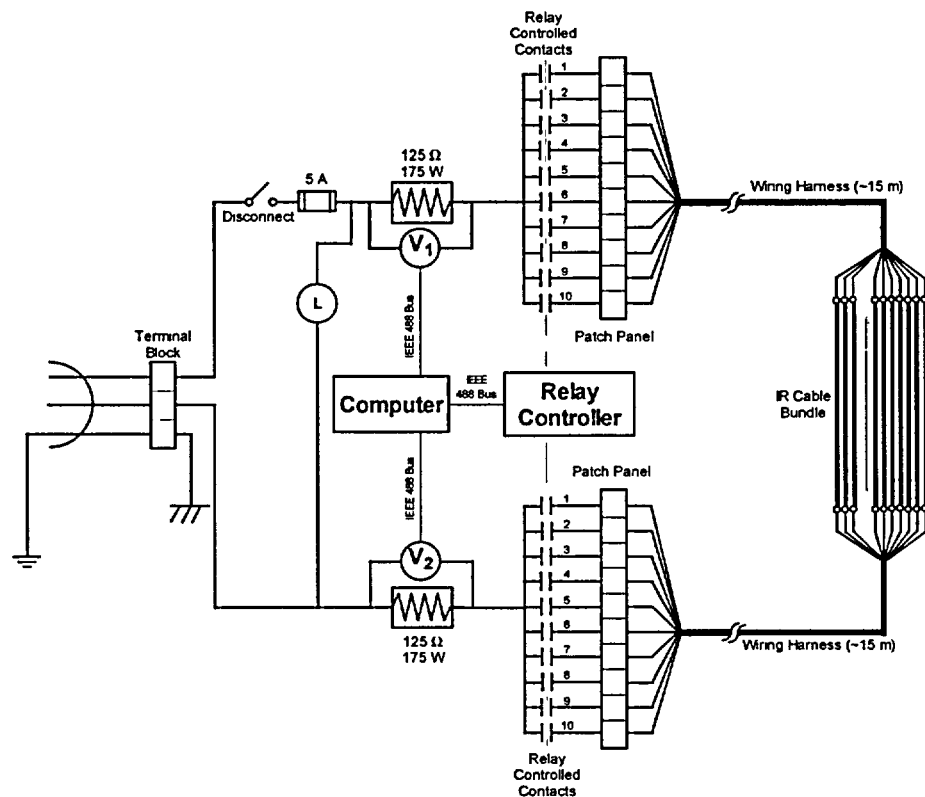 Relay
Controlled
Contacts
1
2
3
4
5
6
7
8
9
10
Patch Panel
125 Ω
175 W
5 A
Disconnect
V1
L
Wiring Harness (~15 m)
Terminal
Block
IEEE 488 Bus
Computer
IEEE
488 Bus
Relay
Controller
IR Cable
Bundle
IEEE 488 Bus
Patch Panel
1
2
3
4
5
6
7
8
9
10
V2
125 Ω
175 W
Wiring Harness (~15 m)
Relay
Controlled
Contacts